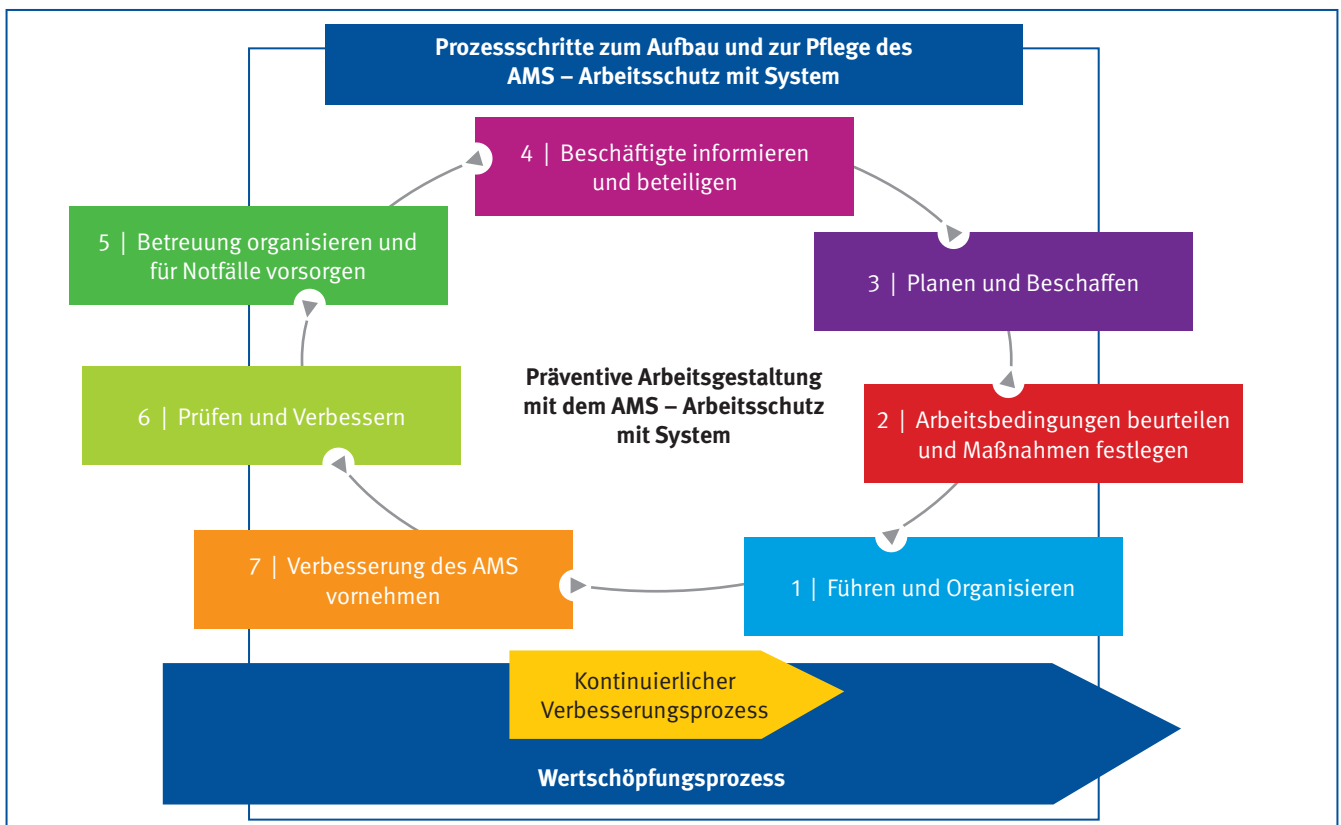 Prozessschritte zum Aufbau und zur Pflege des
AMS – Arbeitsschutz mit System
4 | Beschäftigte informieren
und beteiligen
5 | Betreuung organisieren und
für Notfälle vorsorgen
3 | Planen und Beschaffen
Präventive Arbeitsgestaltung
mit dem AMS – Arbeitsschutz
mit System
6 | Prüfen und Verbessern
2 | Arbeitsbedingungen beurteilen
und Maßnahmen festlegen
7 | Verbesserung des AMS
vornehmen
1 | Führen und Organisieren
Kontinuierlicher
Verbesserungsprozess
Wertschöpfungsprozess